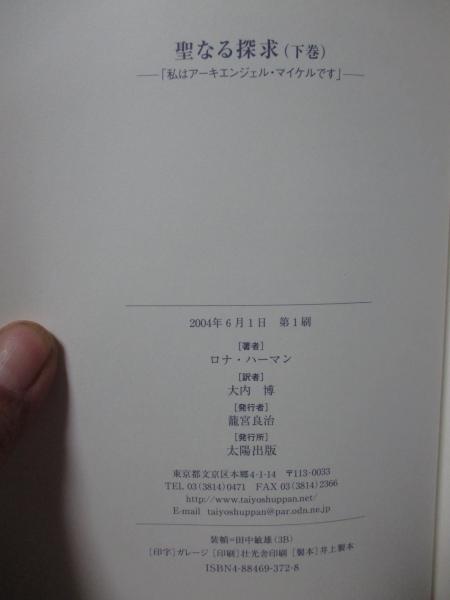 聖なる探求（下巻）
—「私はアーキエンジェル・マイケルです」—
2004年6月1日　第1刷
［著者］
ロナ・ハーマン
［訳者］
大内　博
［発行者］
籠宮良治
［発行所］
太陽出版
東京都文京区本郷4-1-14　〒113-0033
TEL 03(3814)0471　FAX 03(3814)2366
http://www.taiyoshuppan.net/
E-mail　taiyoshuppan@par.odn.ne.jp
装幀＝田中敏雄(3B)
［印字］ガレージ［印刷］壮光舎印刷［製本］井上製本
ISBN4-88469-372-8